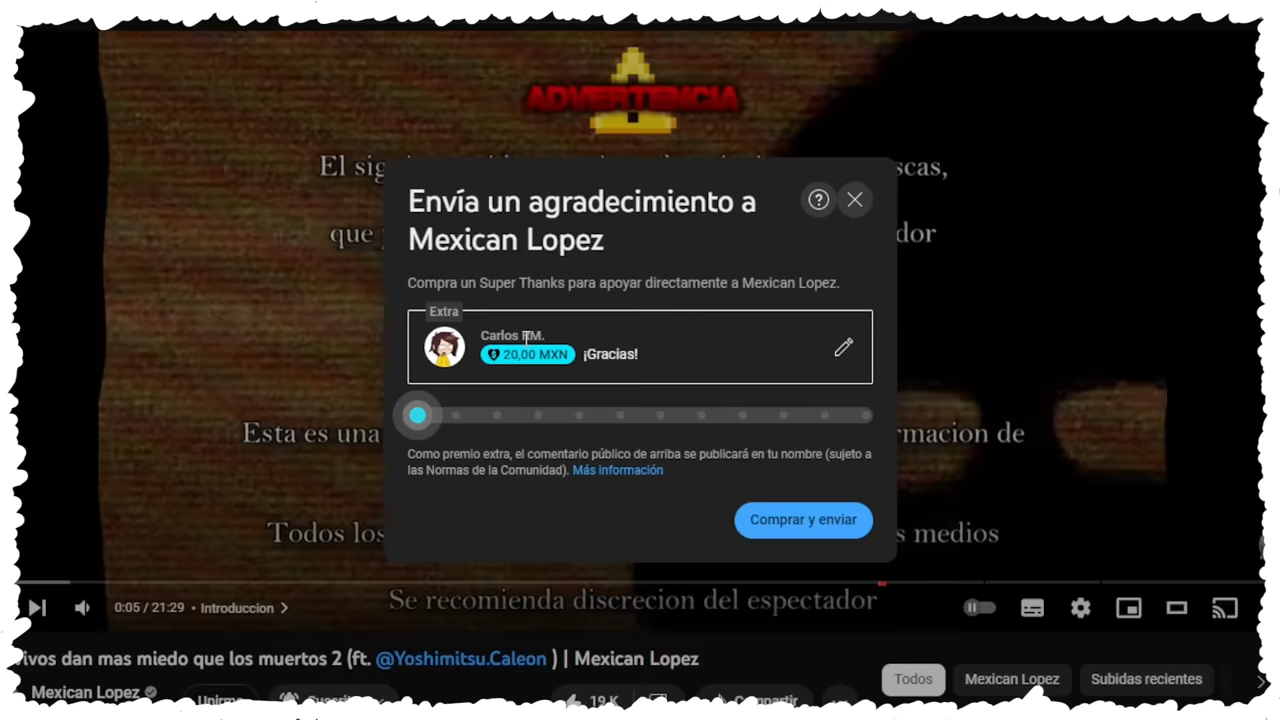 ADVERTENCIA
El
scas,
que
Envía un agradecimiento a
Mexican Lopez
Compra un Super Thanks para apoyar directamente a Mexican Lopez.
Extra
Carlos RM.
20,00 MXN ¡Gracias!
Esta es una
rmacion de
Como premio extra, el comentario público de arriba se publicará en tu nombre (sujeto a
las Normas de la Comunidad). Más información
Comprar y enviar
Todos los
s medios
Se recomienda discrecion del espectador
0:05 / 21:29 • Introduccion
ivos dan mas miedo que los muertos 2 (ft. @Yoshimitsu.Caleon ) | Mexican Lopez
Mexican Lopez
19 K
Compartir
Todos
Mexican Lopez
Subidas recientes